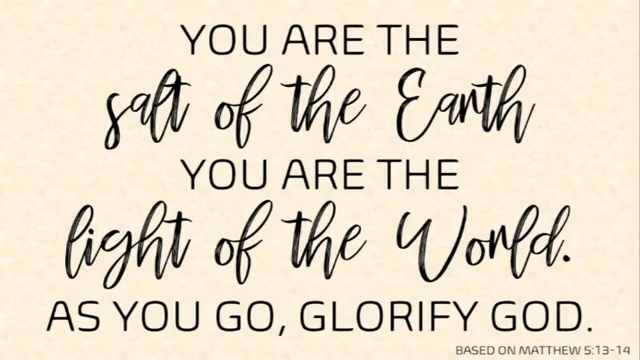 YOU ARE THE
salt of the Earth
YOU ARE THE
light of the World.
AS YOU GO, GLORIFY GOD.
BASED ON MATTHEW 5:13-14